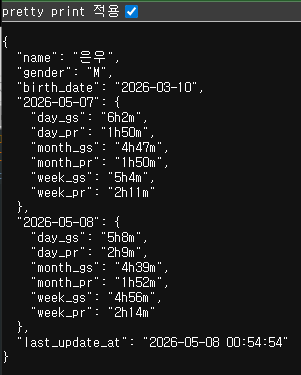 pretty print 적용
{
  "name": "은우",
  "gender": "M",
  "birth_date": "2026-03-10",
  "2026-05-07": {
    "day_gs": "6h2m",
    "day_pr": "1h50m",
    "month_gs": "4h47m",
    "month_pr": "1h50m",
    "week_gs": "5h4m",
    "week_pr": "2h11m"
  },
  "2026-05-08": {
    "day_gs": "5h8m",
    "day_pr": "2h9m",
    "month_gs": "4h39m",
    "month_pr": "1h52m",
    "week_gs": "4h56m",
    "week_pr": "2h14m"
  },
  "last_update_at": "2026-05-08 00:54:54"
}